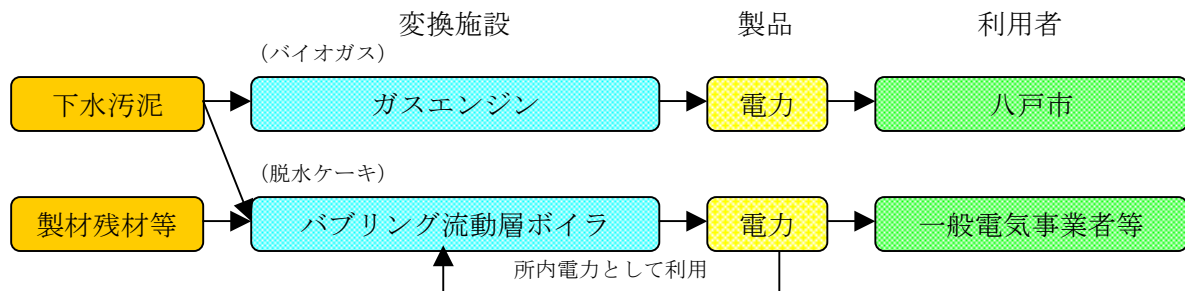 変換施設 製品 利用者
(バイオガス)
下水汚泥 ガスエンジン 電力 八戸市
(脱水ケーキ)
製材残材等 バブリング流動層ボイラ 電力 一般電気事業者等
所内電力として利用